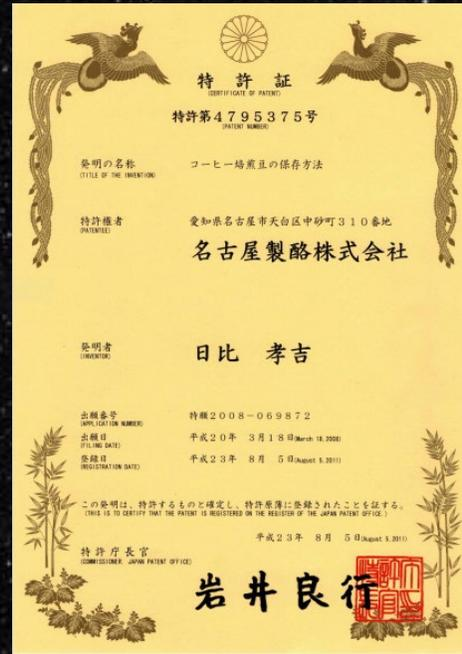 特許証
(CERTIFICATE OF PATENT)
特許第4795375号
(PATENT NUMBER)
発明の名称 コーヒー焙煎豆の保存方法
(TITLE OF THE INVENTION)
特許権者 愛知県名古屋市天白区中砂町310番地
(PATENTEE)
名古屋製酪株式会社
発明者 日比 孝吉
(INVENTOR)
出願番号 特願2008-069872
(APPLICATION NUMBER)
出願日 平成20年 3月18日(March 18,2008)
(FILING DATE)
登録日 平成23年 8月 5日(August 5,2011)
(REGISTRATION DATE)
この発明は、特許するものと確定し、特許原簿に登録されたことを証する。
(THIS IS TO CERTIFY THAT THE PATENT IS REGISTERED ON THE REGISTER OF THE JAPAN PATENT OFFICE.)
平成23年 8月 5日(August 5,2011)
特許庁長官
(COMMISSIONER, JAPAN PATENT OFFICE)
岩井良行